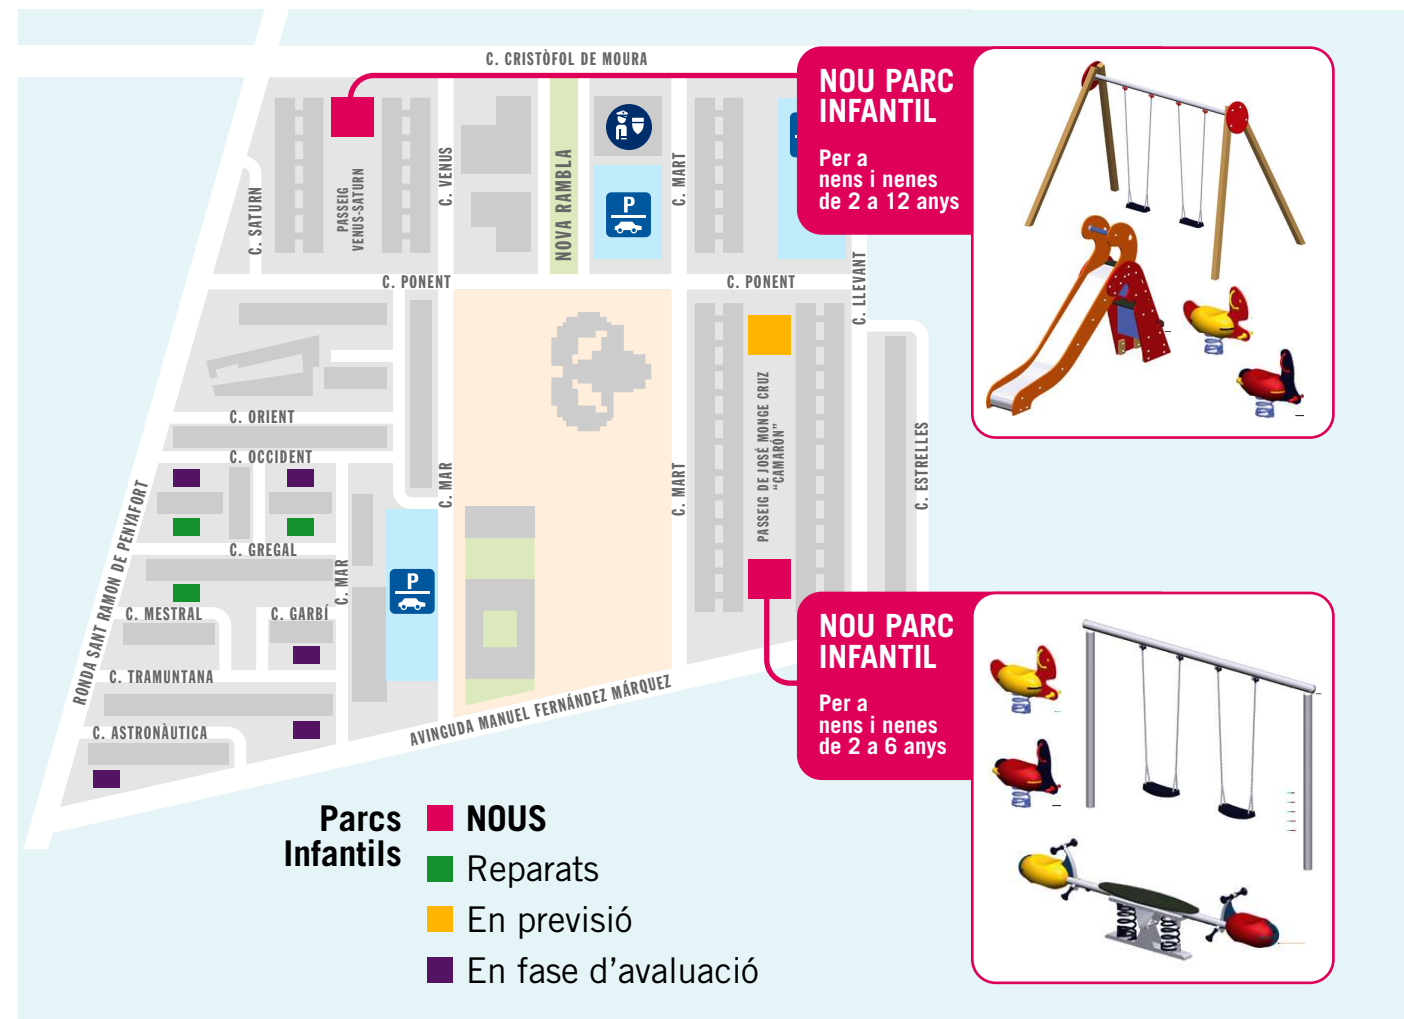 C. CRISTÒFOL DE MOURA
NOU PARC
INFANTIL
Per a
nens i nenes
de 2 a 12 anys
C. SATURN
PASSEIG
VENUS-SATURN
C. VENUS
NOVA RAMBLA
P
C. MART
C. LLEVANT
C. PONENT
C. PONENT
C. ORIENT
C. OCCIDENT
C. MAR
C. MART
PASSEIG DE JOSÉ MONGE CRUZ
“CAMARÓN”
C. ESTRELLES
RONDA SANT RAMON DE PENYAFORT
C. GREGAL
C. MAR
P
C. MESTRAL
C. GARBÍ
C. TRAMUNTANA
C. ASTRONÀUTICA
AVINGUDA MANUEL FERNÁNDEZ MÁRQUEZ
NOU PARC
INFANTIL
Per a
nens i nenes
de 2 a 6 anys
Parcs
Infantils
NOUS
Reparats
En previsió
En fase d’avaluació